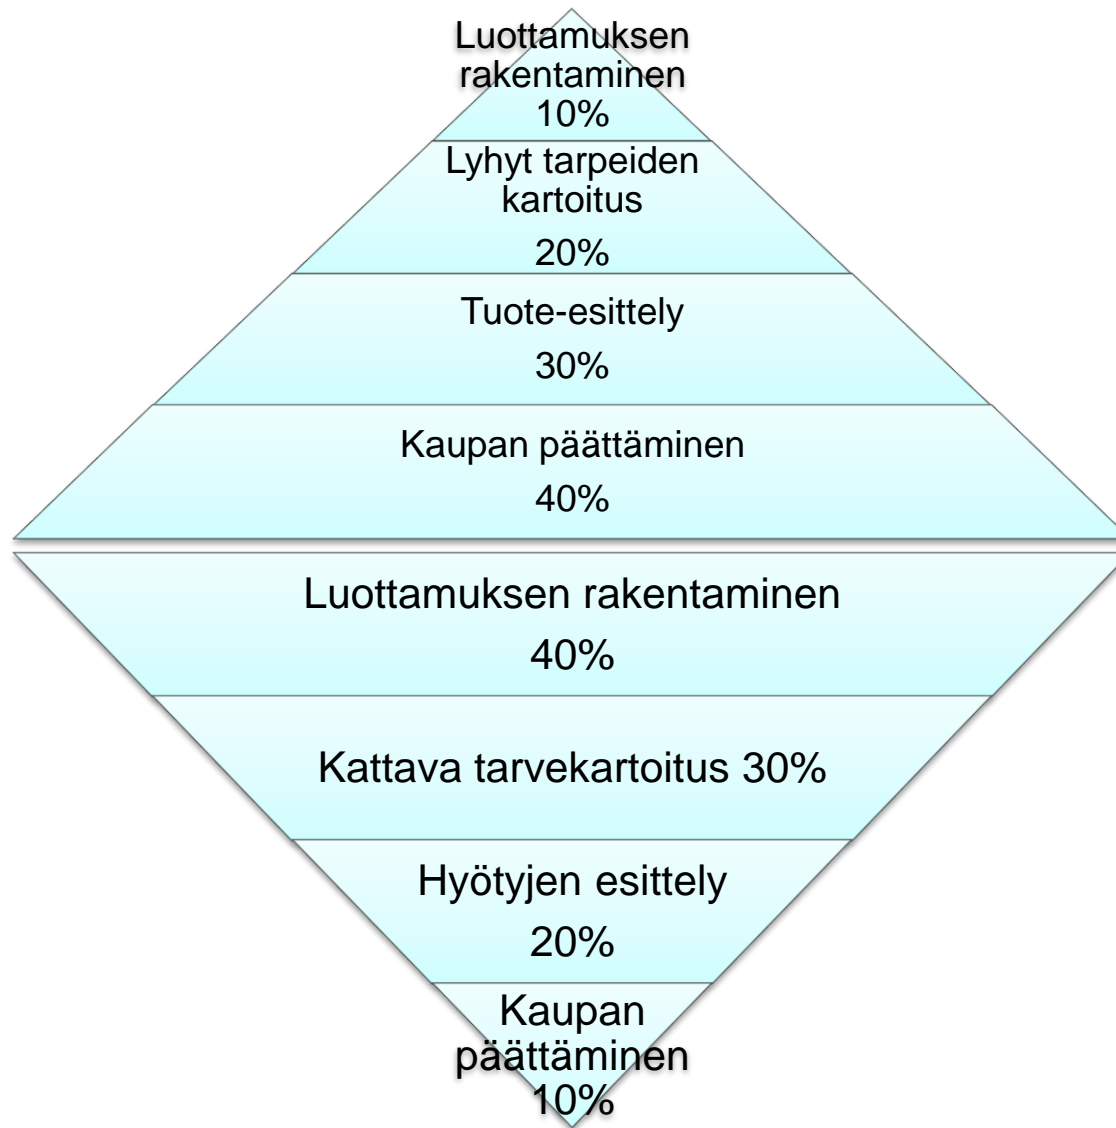 Luottamuksen
rakentaminen
10%
Lyhyt tarpeiden
kartoitus
20%
Tuote-esittely
30%
Kaupan päättäminen
40%
Luottamuksen rakentaminen
40%
Kattava tarvekartoitus 30%
Hyötyjen esittely
20%
Kaupan
päättäminen
10%